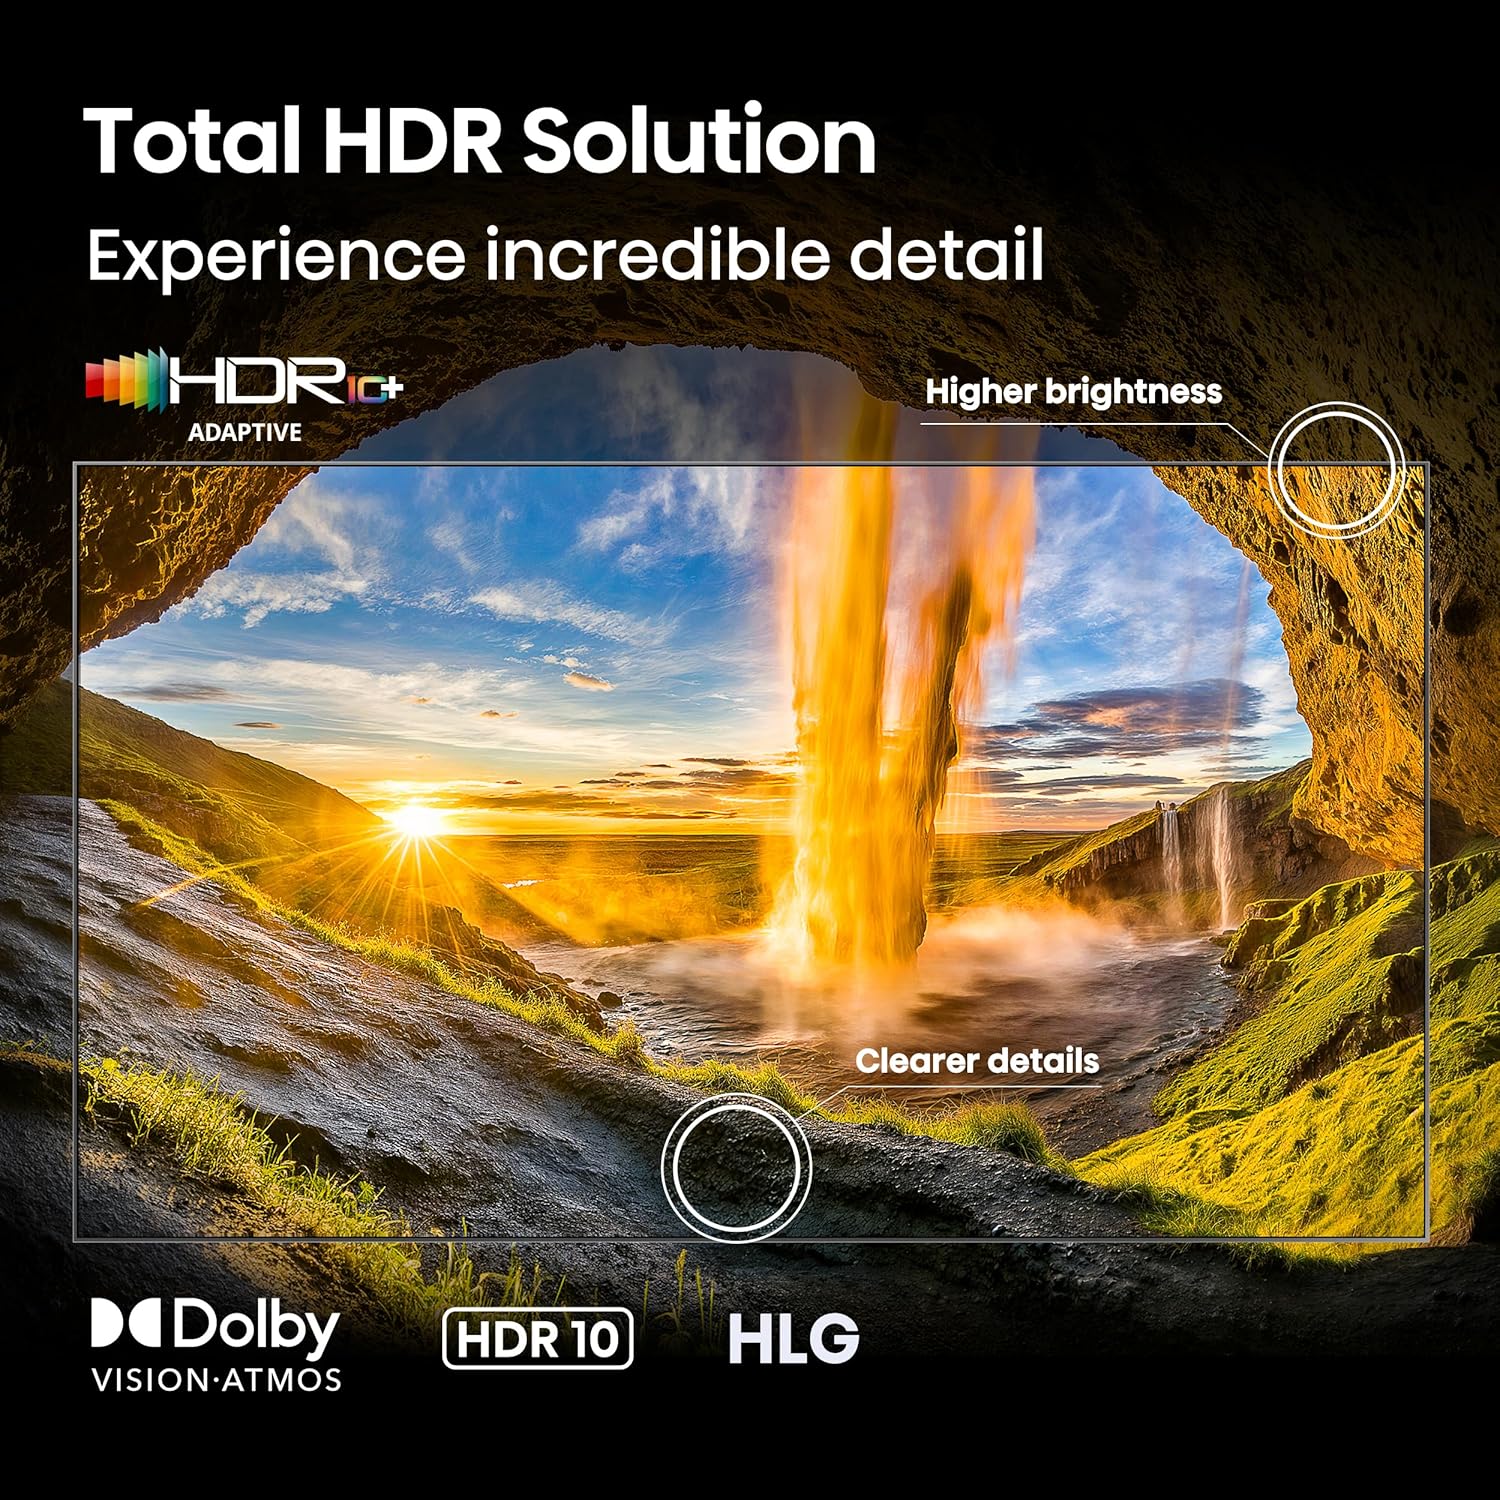 Total HDR Solution
Experience incredible detail
HDR10+
ADAPTIVE
Higher brightness
Clearer details
Dolby
VISION·ATMOS
HDR 10
HLG